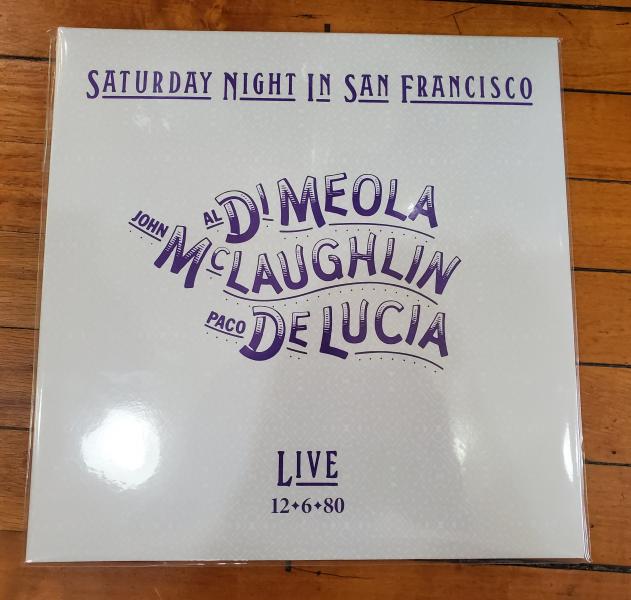 SATURDAY NIGHT IN SAN FRANCISCO
AL DI MEOLA
JOHN MCLAUGHLIN
PACO DE LUCIA
LIVE
12✦6✦80